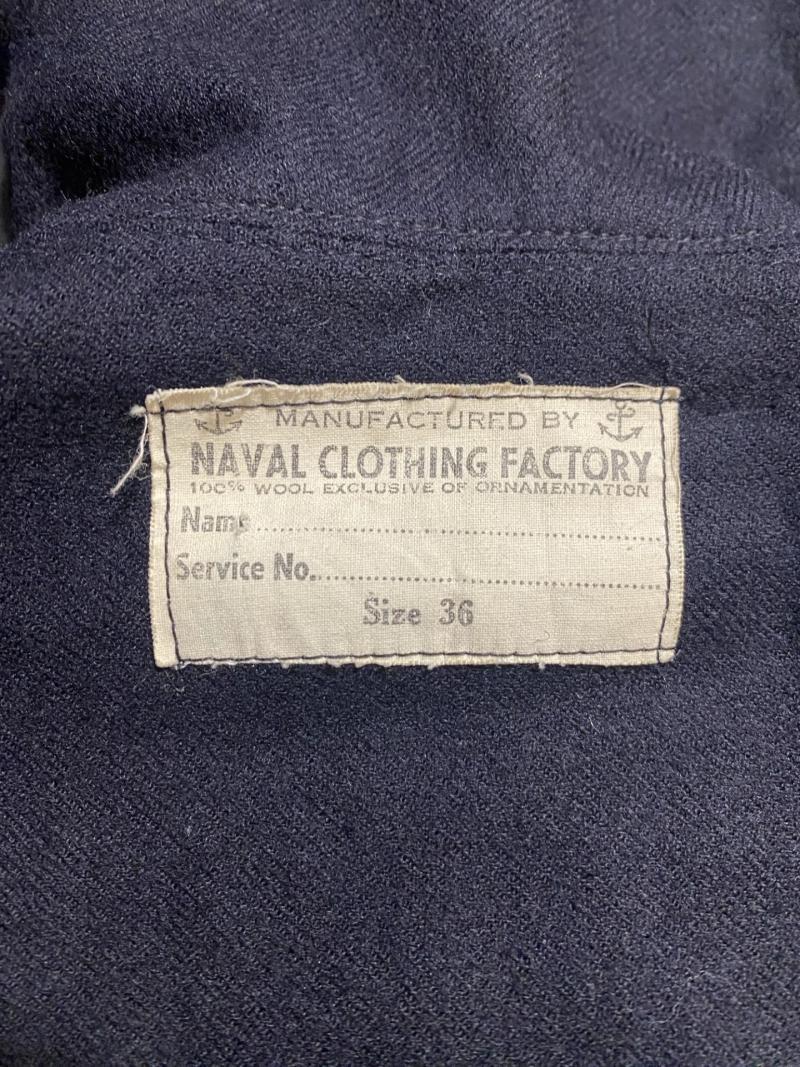 MANUFACTURED BY
NAVAL CLOTHING FACTORY
100% WOOL EXCLUSIVE OF ORNAMENTATION
Name
Service No.
Size 36